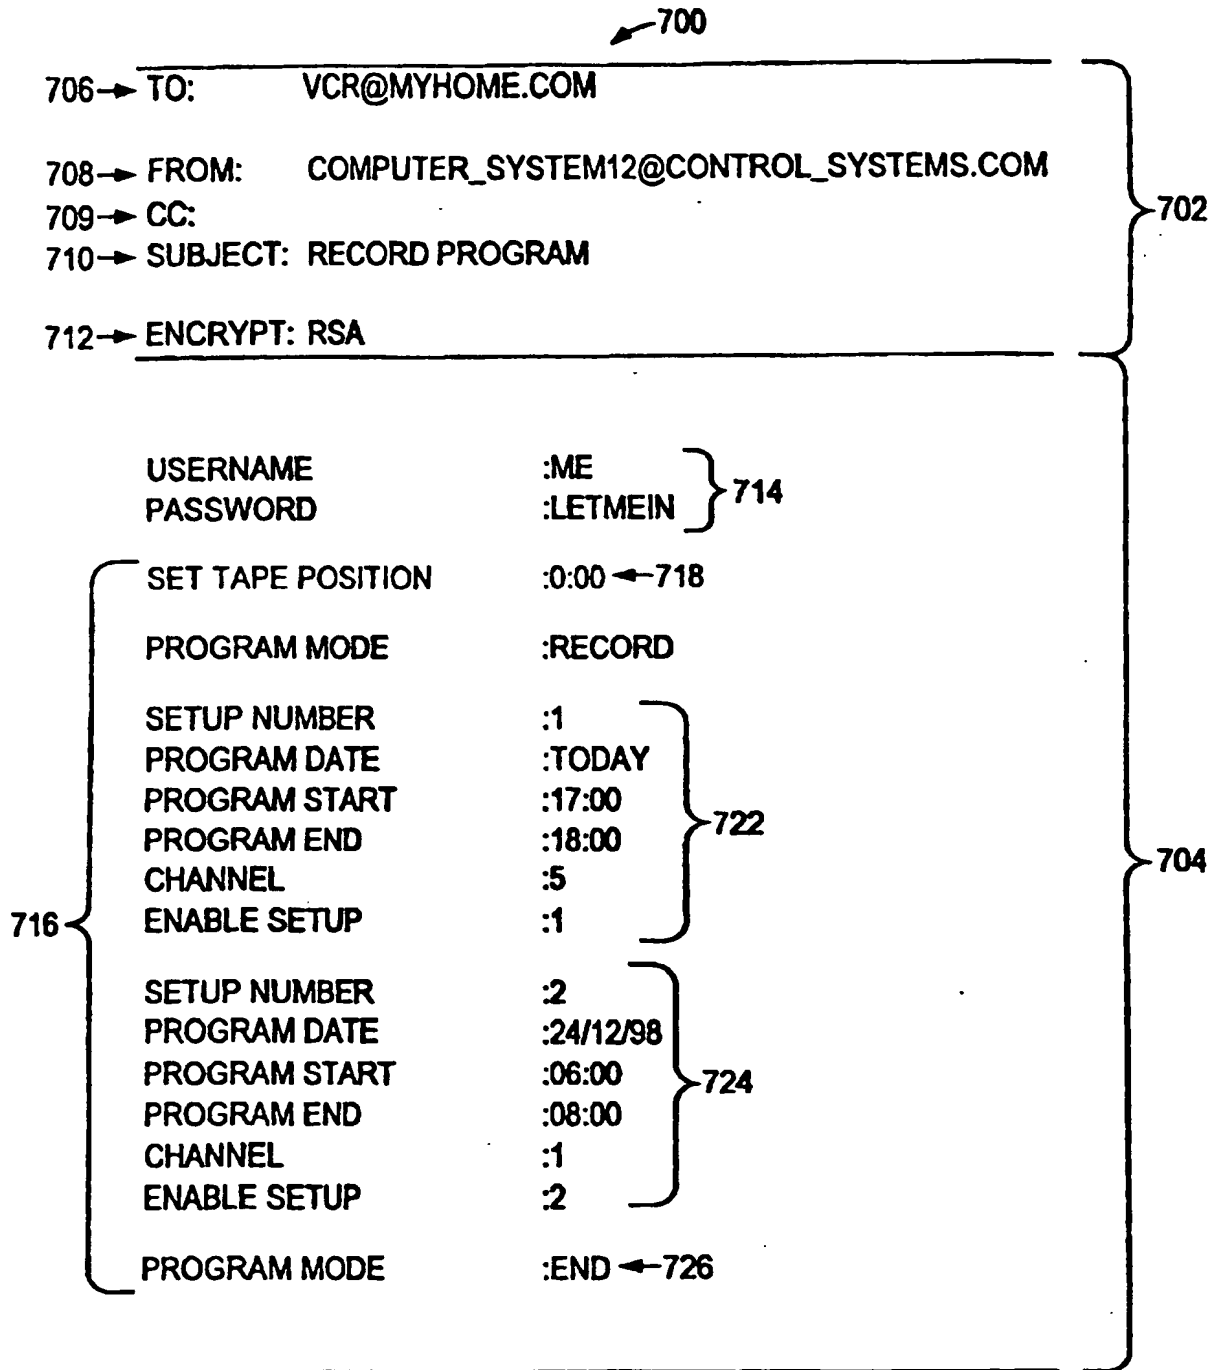 700
706 TO: VCR@MYHOME.COM
708 FROM: COMPUTER_SYSTEM12@CONTROL_SYSTEMS.COM
709 CC:
702
710 SUBJECT: RECORD PROGRAM
712 ENCRYPT: RSA
USERNAME :ME
714
PASSWORD :LETMEIN
SET TAPE POSITION :0:00 718
PROGRAM MODE :RECORD
SETUP NUMBER :1
PROGRAM DATE :TODAY
PROGRAM START :17:00
722
PROGRAM END :18:00
704
CHANNEL :5
716 ENABLE SETUP :1
SETUP NUMBER :2
PROGRAM DATE :24/12/98
PROGRAM START :06:00 724
PROGRAM END :08:00
CHANNEL :1
ENABLE SETUP :2
PROGRAM MODE :END 726